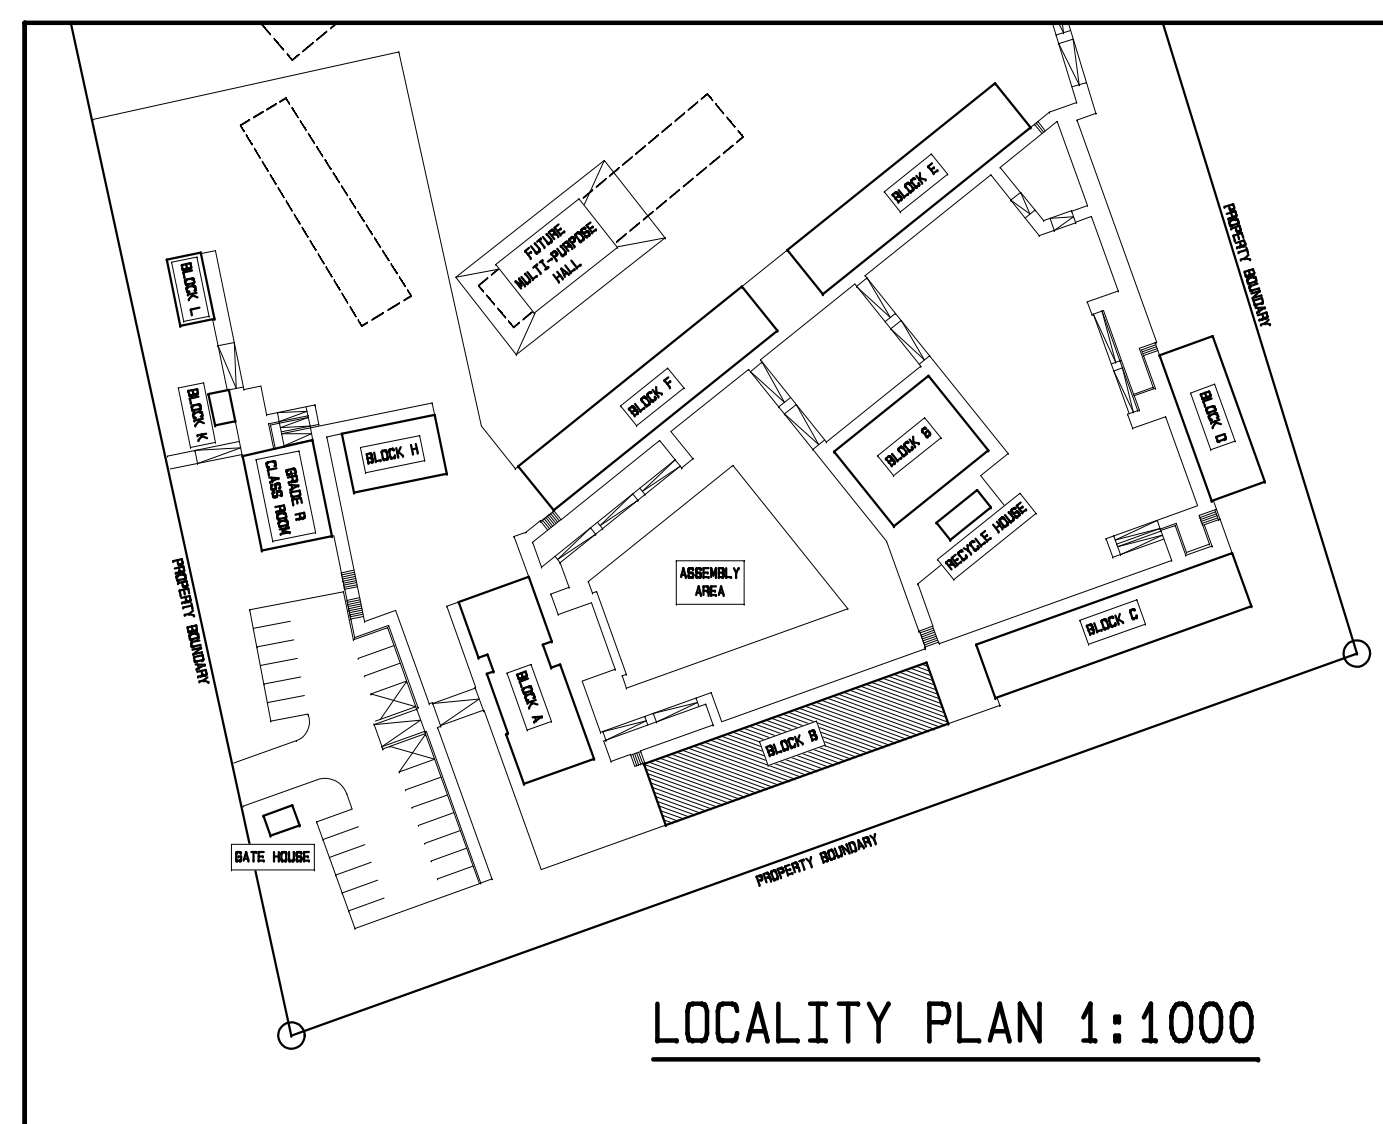 BLOCK E
PROPERTY BOUNDARY
FUTURE
MULTI-PURPOSE
HALL
BLOCK L
BLOCK F
BLOCK K
BLOCK D
BLOCK H
BLOCK G
GRADE R
CLASS ROOM
RECYCLE HOUSE
ASSEMBLY
AREA
PROPERTY BOUNDARY
BLOCK C
BLOCK A
BLOCK B
GATE HOUSE
PROPERTY BOUNDARY
LOCALITY PLAN 1:1000